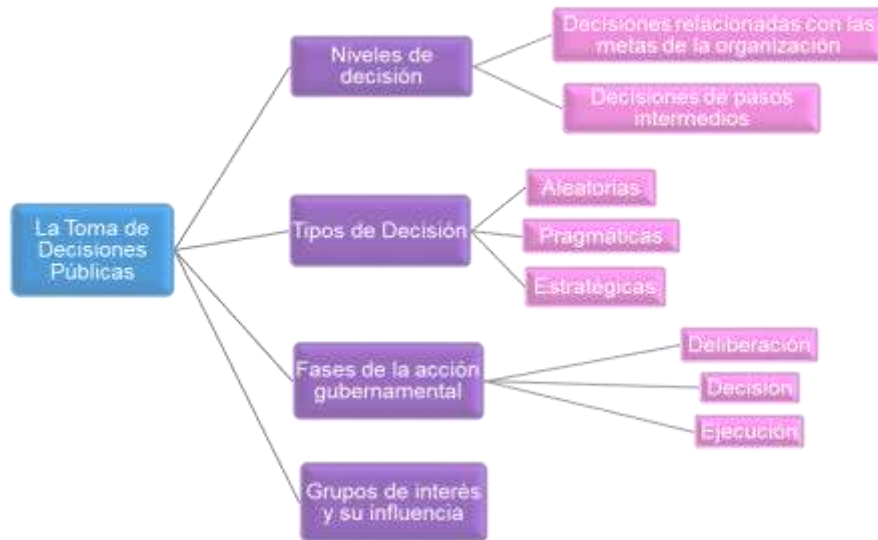 La Toma de
Decisiones
Públicas
Niveles de
decisión
Decisiones relacionadas con las
metas de la organización
Decisiones de pasos
intermedios
Tipos de Decisión
Aleatorias
Pragmáticas
Estratégicas
Fases de la acción
gubernamental
Deliberación
Decisión
Ejecución
Grupos de interés
y su influencia